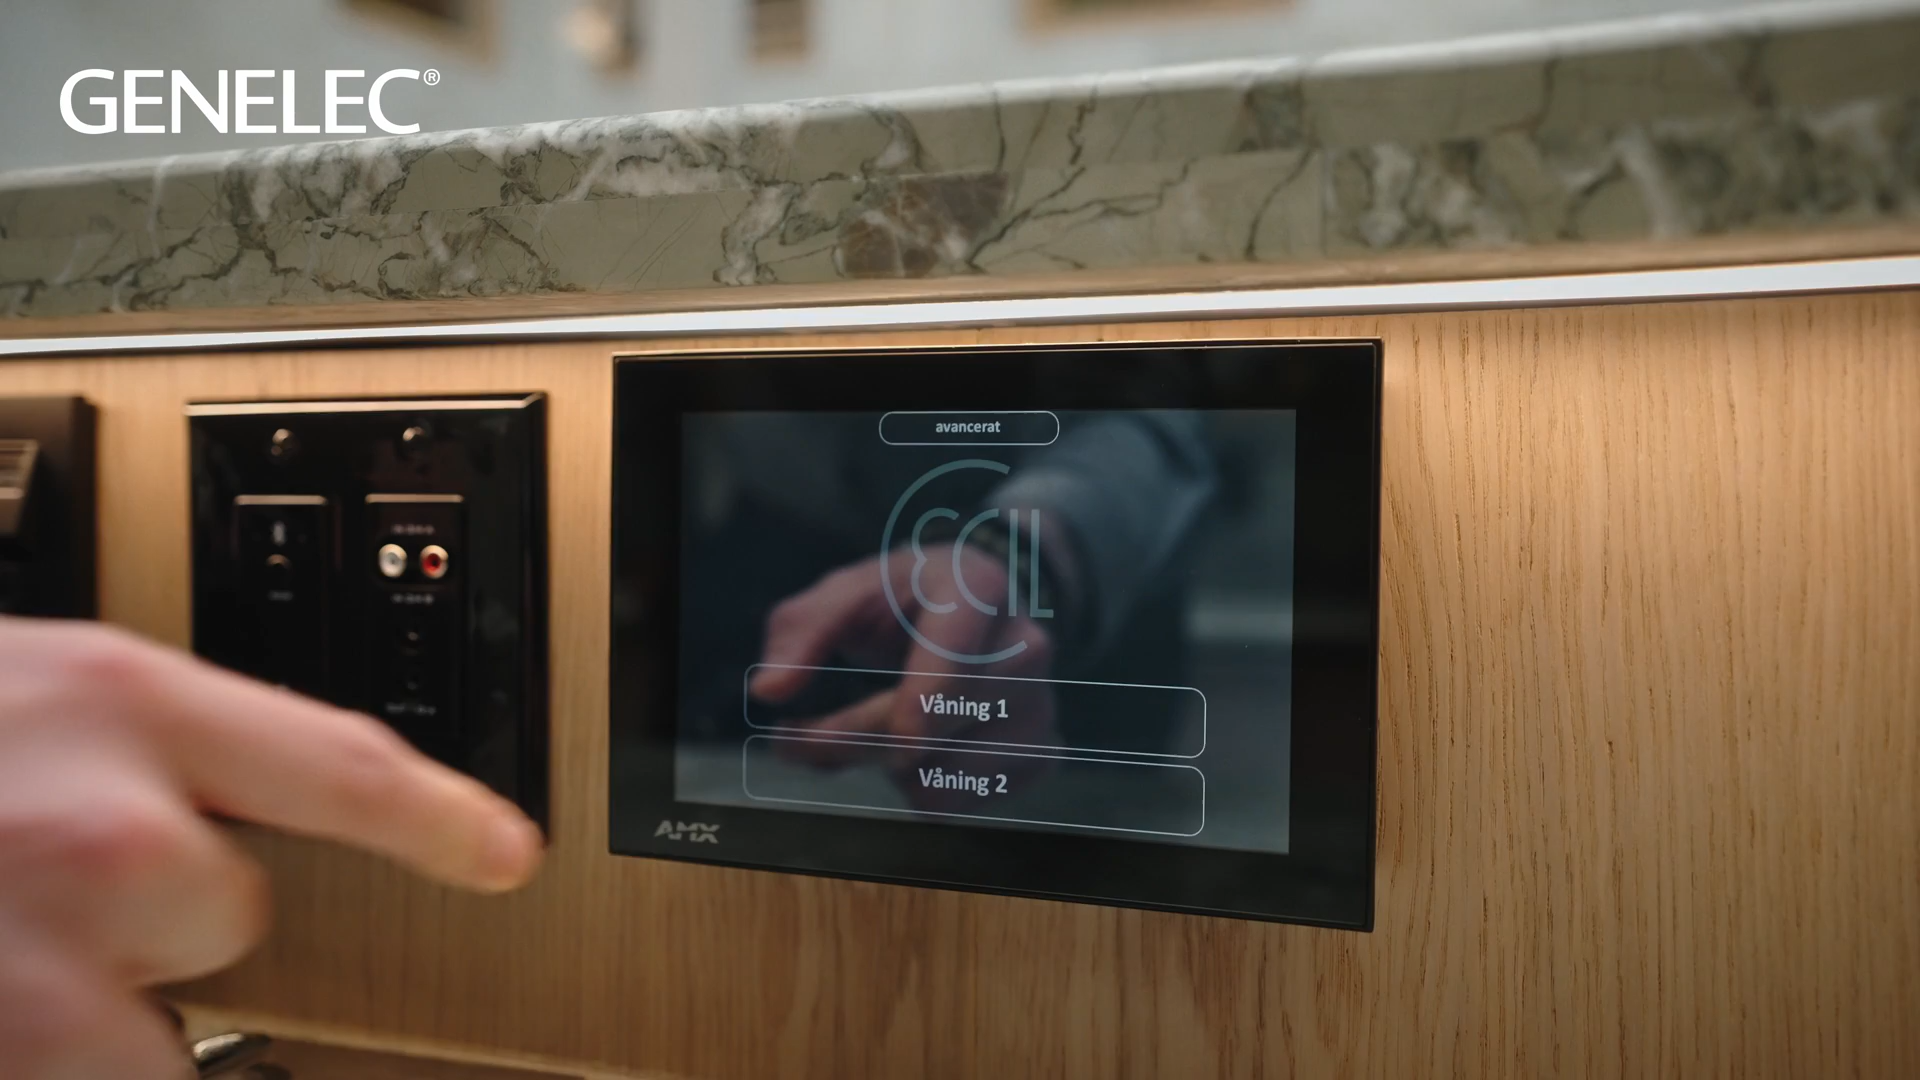 GENELEC®
avancerat
CECIL
Våning 1
Våning 2
AMX